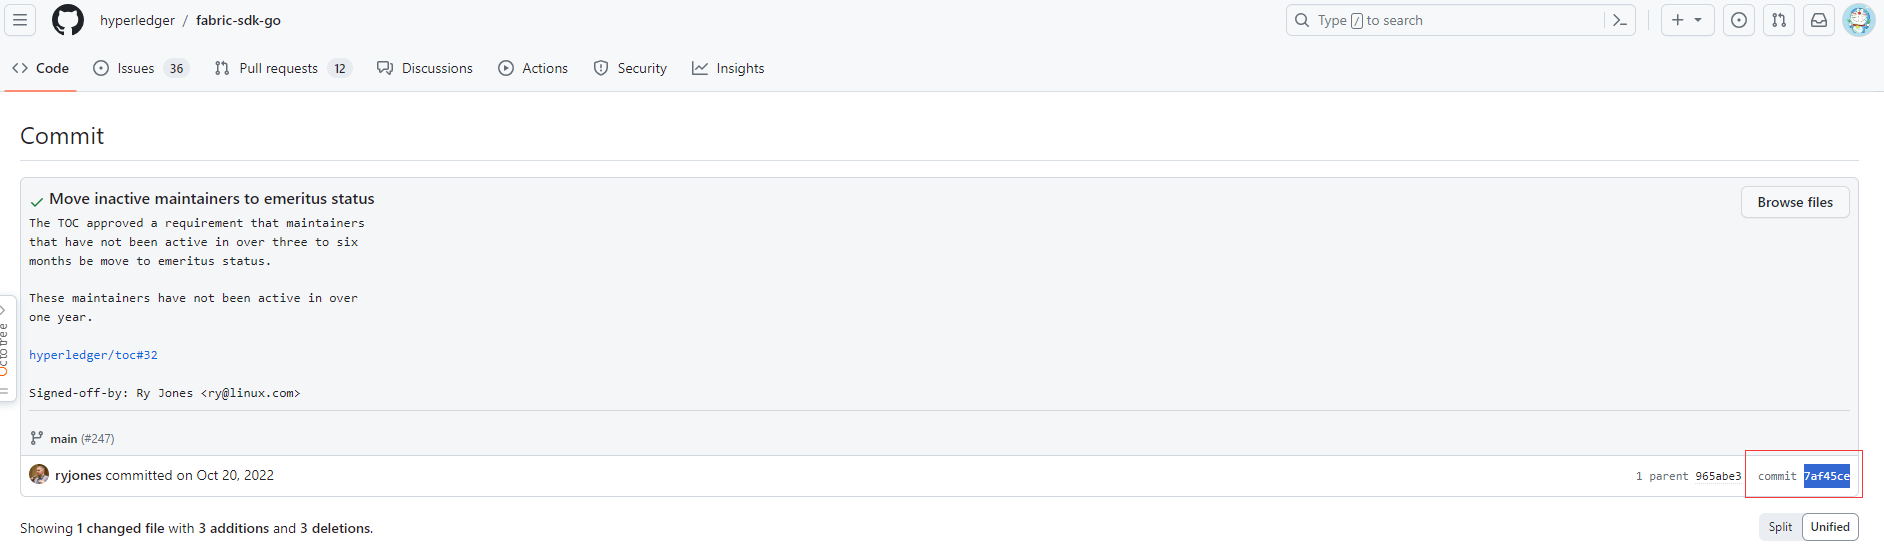 hyperledger / fabric-sdk-go
Type / to search
Code
Issues 36
Pull requests 12
Discussions
Actions
Security
Insights
Commit
Move inactive maintainers to emeritus status
Browse files
The TOC approved a requirement that maintainers
that have not been active in over three to six
months be move to emeritus status.
These maintainers have not been active in over
one year.
hyperledger/toc#32
Signed-off-by: Ry Jones <ry@linux.com>
main (#247)
ryjones committed on Oct 20, 2022
1 parent 965abe3 commit 7af45ce
Showing 1 changed file with 3 additions and 3 deletions.
Split Unified
Octotree